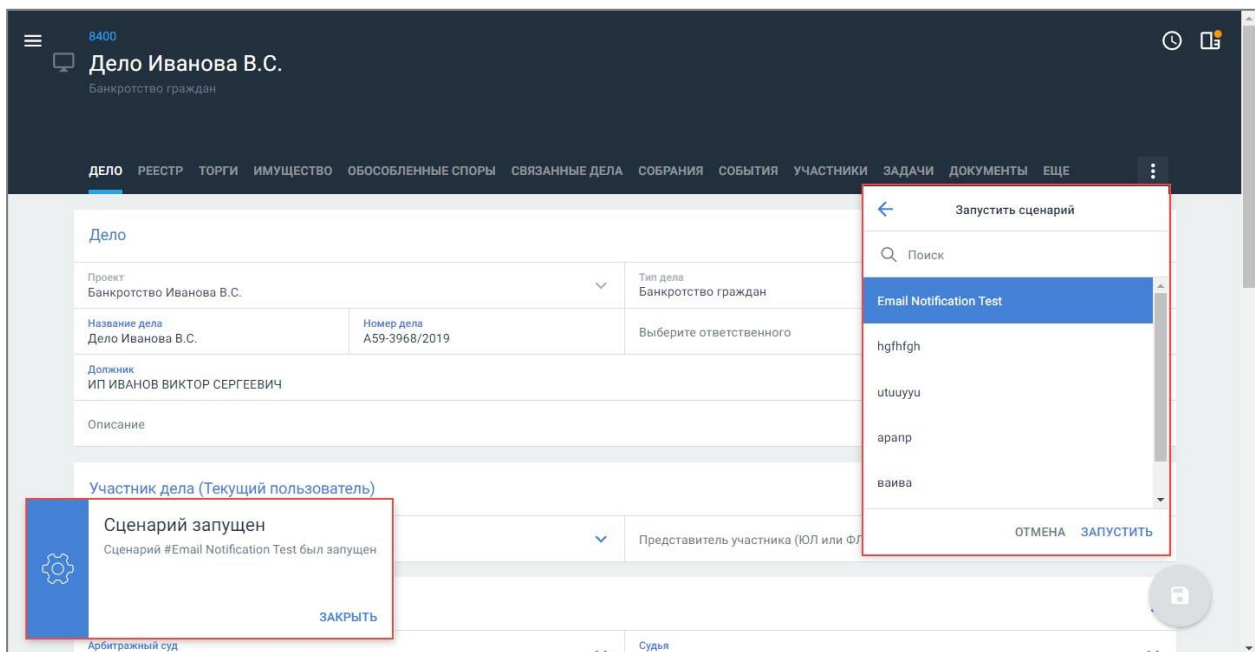 8400
Дело Иванова В.С.
Банкротство граждан
ДЕЛО РЕЕСТР ТОРГИ ИМУЩЕСТВО ОБОСОБЛЕННЫЕ СПОРЫ СВЯЗАННЫЕ ДЕЛА СОБРАНИЯ СОБЫТИЯ УЧАСТНИКИ ЗАДАЧИ ДОКУМЕНТЫ ЕЩЕ
Запустить сценарий
Поиск
Email Notification Test
hgfhfgh
utuuyyu
арапр
ваива
ОТМЕНА ЗАПУСТИТЬ
Дело
Проект
Банкротство Иванова В.С.
Тип дела
Банкротство граждан
Название дела
Дело Иванова В.С.
Номер дела
А59-3968/2019
Выберите ответственного
Должник
ИП ИВАНОВ ВИКТОР СЕРГЕЕВИЧ
Описание
Участник дела (Текущий пользователь)
Представитель участника (ЮЛ или
Сценарий запущен
Сценарий #Email Notification Test был запущен
ЗАКРЫТЬ
Арбитражный суд
Судья